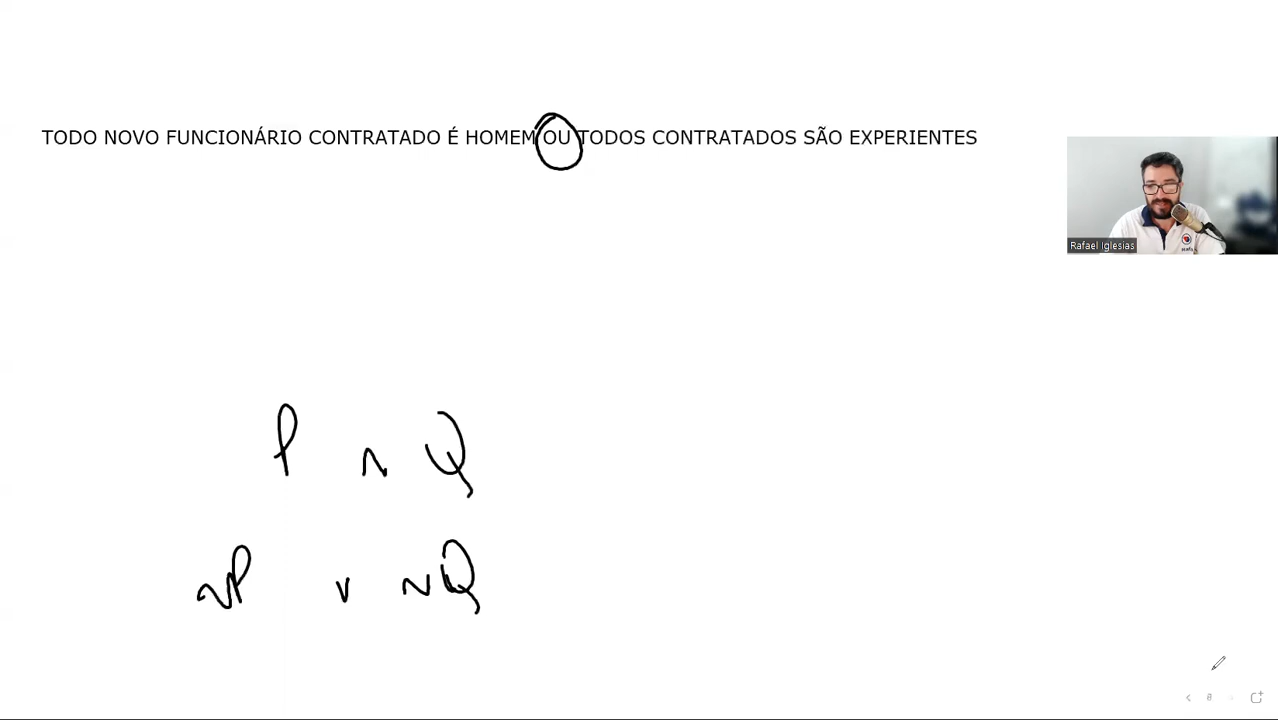 TODO NOVO FUNCIONÁRIO CONTRATADO É HOMEM OU TODOS CONTRATADOS SÃO EXPERIENTES
Rafael Iglesias
P ∧ Q
~P ∨ ~Q